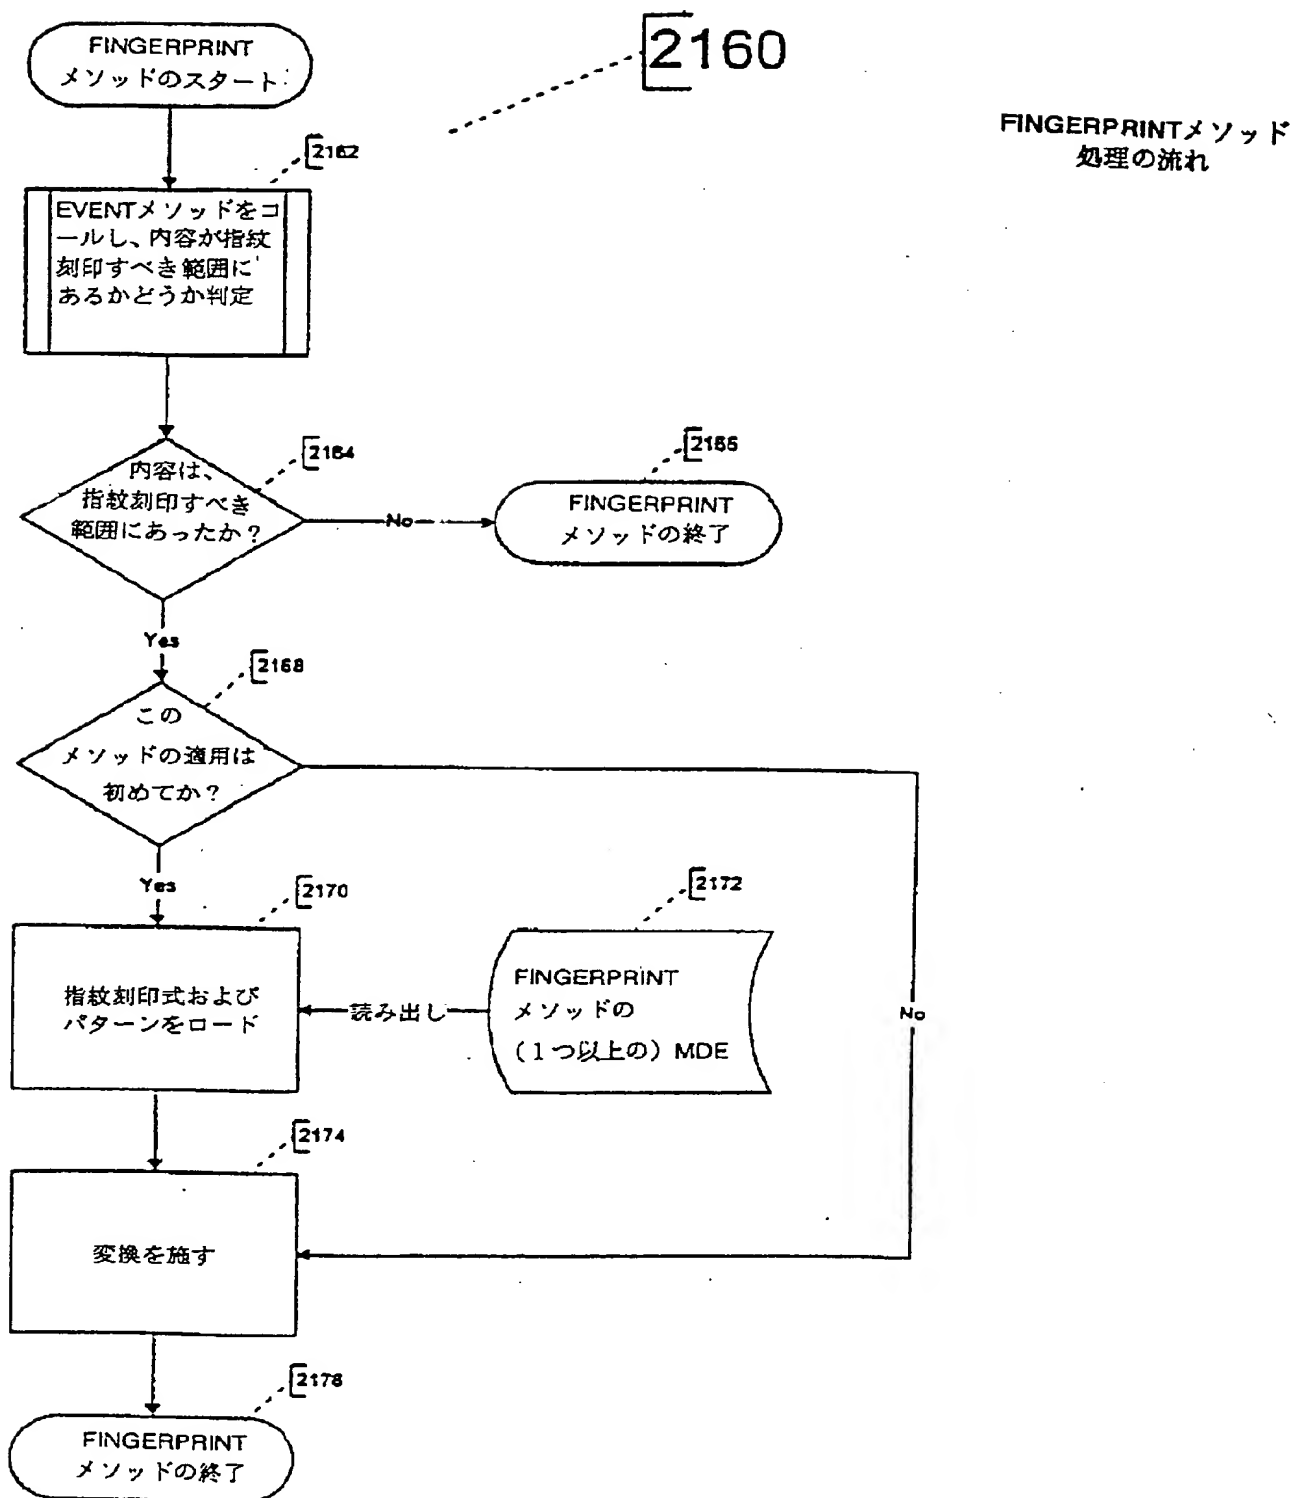 FINGERPRINT
メソッドのスタート
2160
FINGERPRINTメソッド
処理の流れ
2162
EVENTメソッドをコ
ールし、内容が指紋
刻印すべき範囲に
あるかどうか判定
2164
内容は、
指紋刻印すべき
範囲にあったか？
No
2166
FINGERPRINT
メソッドの終了
Yes
2168
この
メソッドの適用は
初めてか？
Yes
2170
指紋刻印式および
パターンをロード
読み出し
2172
FINGERPRINT
メソッドの
(1つ以上の) MDE
No
2174
変換を施す
2178
FINGERPRINT
メソッドの終了